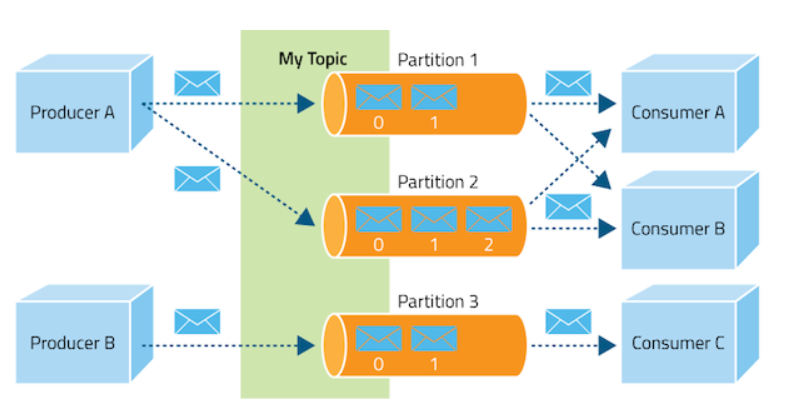 My Topic
Partition 1
Producer A
0 1
Consumer A
Partition 2
0 1 2
Consumer B
Partition 3
Producer B
0 1
Consumer C